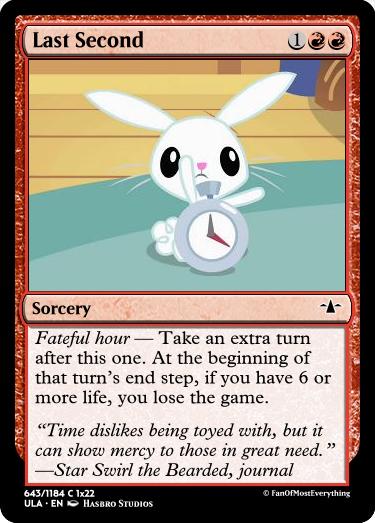 Last Second 1
Sorcery
Fateful hour — Take an extra turn
after this one. At the beginning of
that turn's end step, if you have 6 or
more life, you lose the game.
“Time dislikes being toyed with, but it
can show mercy to those in great need.”
—Star Swirl the Bearded, journal
643/1184 C 1x22
ULA · EN Hasbro Studios
© FanOfMostEverything